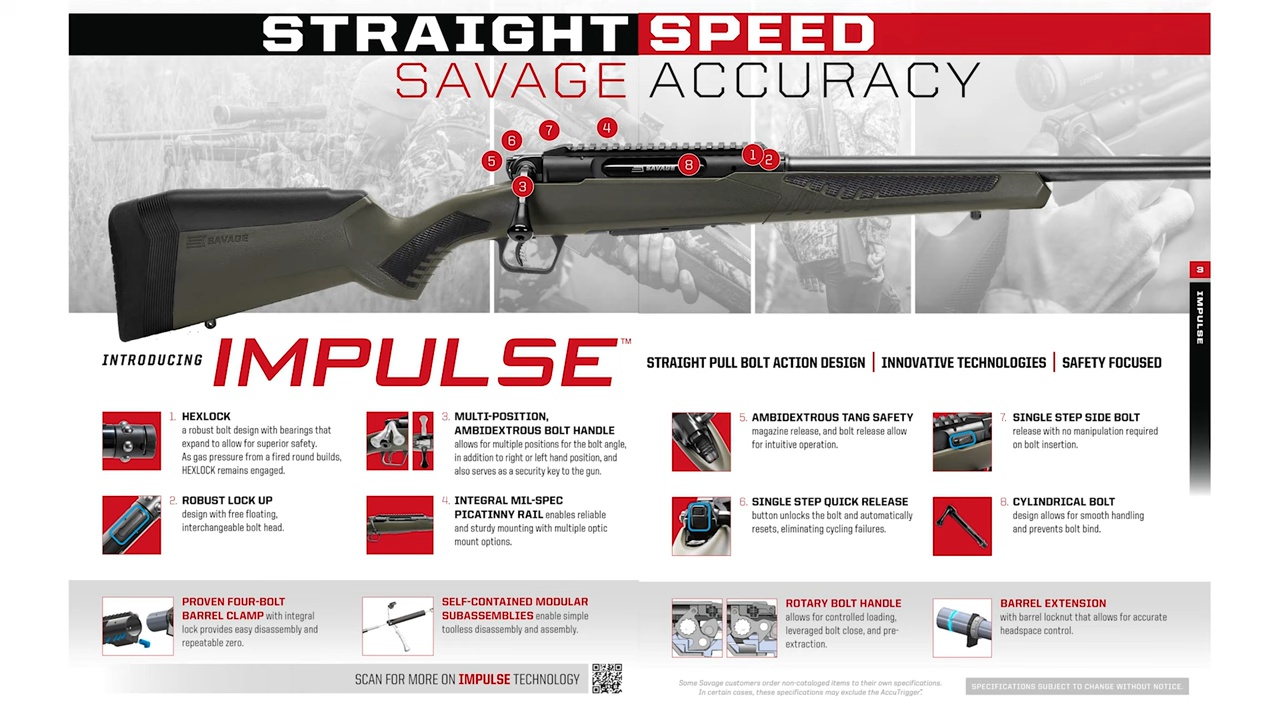 STRAIGHT SPEED
SAVAGE ACCURACY
7
4
6
5
1
2
8
SAVAGE
3
SAVAGE
3
IMPULSE
INTRODUCING IMPULSE™
STRAIGHT PULL BOLT ACTION DESIGN | INNOVATIVE TECHNOLOGIES | SAFETY FOCUSED
1. HEXLOCK
a robust bolt design with bearings that
expand to allow for superior safety.
As gas pressure from a fired round builds,
HEXLOCK remains engaged.
2. ROBUST LOCK UP
design with free floating,
interchangeable bolt head.
3. MULTI-POSITION,
AMBIDEXTROUS BOLT HANDLE
allows for multiple positions for the bolt angle,
in addition to right or left hand position, and
also serves as a security key to the gun.
4. INTEGRAL MIL-SPEC
PICATINNY RAIL enables reliable
and sturdy mounting with multiple optic
mount options.
5. AMBIDEXTROUS TANG SAFETY
magazine release, and bolt release allow
for intuitive operation.
6. SINGLE STEP QUICK RELEASE
button unlocks the bolt and automatically
resets, eliminating cycling failures.
7. SINGLE STEP SIDE BOLT
release with no manipulation required
on bolt insertion.
8. CYLINDRICAL BOLT
design allows for smooth handling
and prevents bolt bind.
PROVEN FOUR-BOLT
BARREL CLAMP with integral
lock provides easy disassembly and
repeatable zero.
SELF-CONTAINED MODULAR
SUBASSEMBLIES enable simple
toolless disassembly and assembly.
ROTARY BOLT HANDLE
allows for controlled loading,
leveraged bolt close, and pre-
extraction.
BARREL EXTENSION
with barrel locknut that allows for accurate
headspace control.
SCAN FOR MORE ON IMPULSE TECHNOLOGY
Some Savage customers order non-cataloged items to their own specifications.
In certain cases, these specifications may exclude the AccuTrigger™.
SPECIFICATIONS SUBJECT TO CHANGE WITHOUT NOTICE.